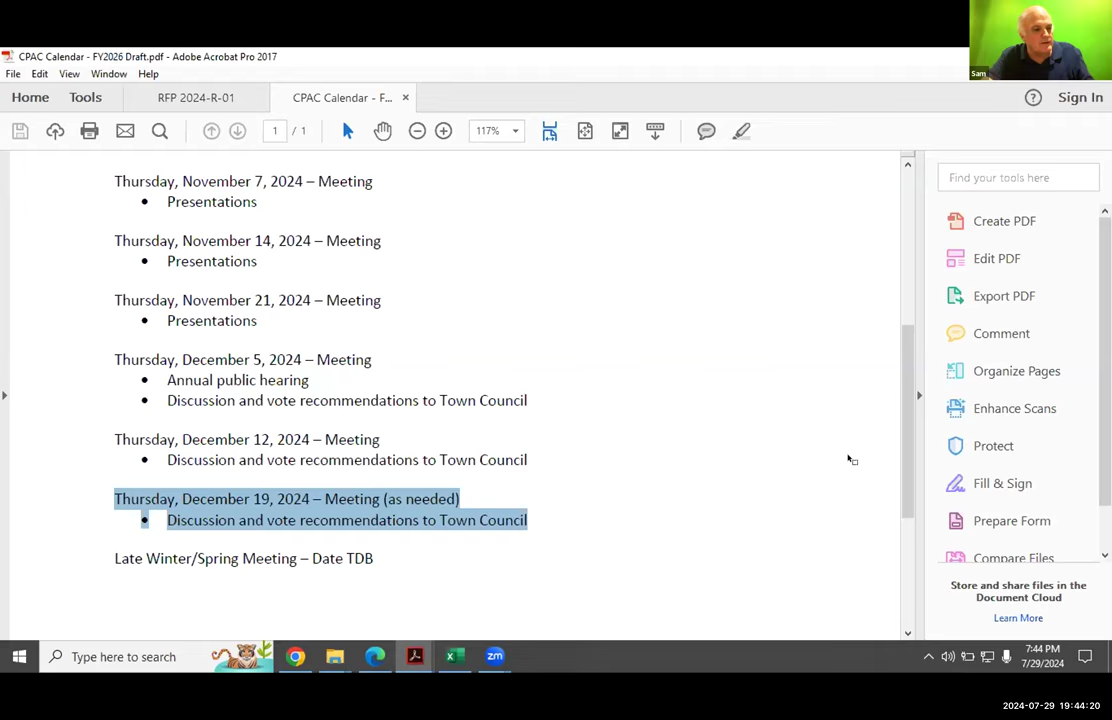 CPAC Calendar - FY2026 Draft.pdf - Adobe Acrobat Pro 2017
Sam
File Edit View Window Help
Home Tools RFP 2024-R-01 CPAC Calendar - F... × Sign In
1 / 1 117%
Thursday, November 7, 2024 – Meeting
• Presentations
Thursday, November 14, 2024 – Meeting
• Presentations
Thursday, November 21, 2024 – Meeting
• Presentations
Thursday, December 5, 2024 – Meeting
• Annual public hearing
• Discussion and vote recommendations to Town Council
Thursday, December 12, 2024 – Meeting
• Discussion and vote recommendations to Town Council
Thursday, December 19, 2024 – Meeting (as needed)
• Discussion and vote recommendations to Town Council
Late Winter/Spring Meeting – Date TDB
Find your tools here
Create PDF
Edit PDF
Export PDF
Comment
Organize Pages
Enhance Scans
Protect
Fill & Sign
Prepare Form
Compare Files
Store and share files in the
Document Cloud
Learn More
Type here to search
zm
7:44 PM
7/29/2024
2024-07-29 19:44:20